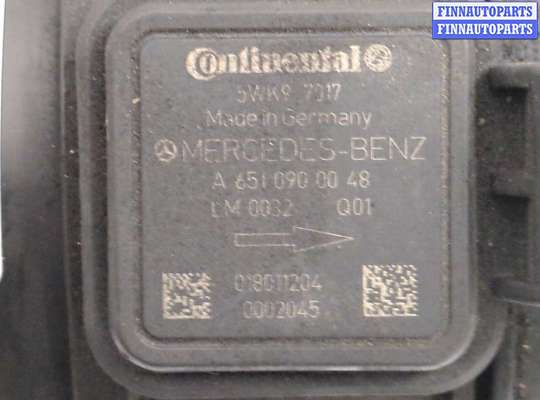 FINNAUTOPARTS
FINNAUTOPARTS
Continental
5WK9 7017
Made in Germany
MERCEDES-BENZ
A 651 090 00 48
LM 0032 Q01
018011204
0002045